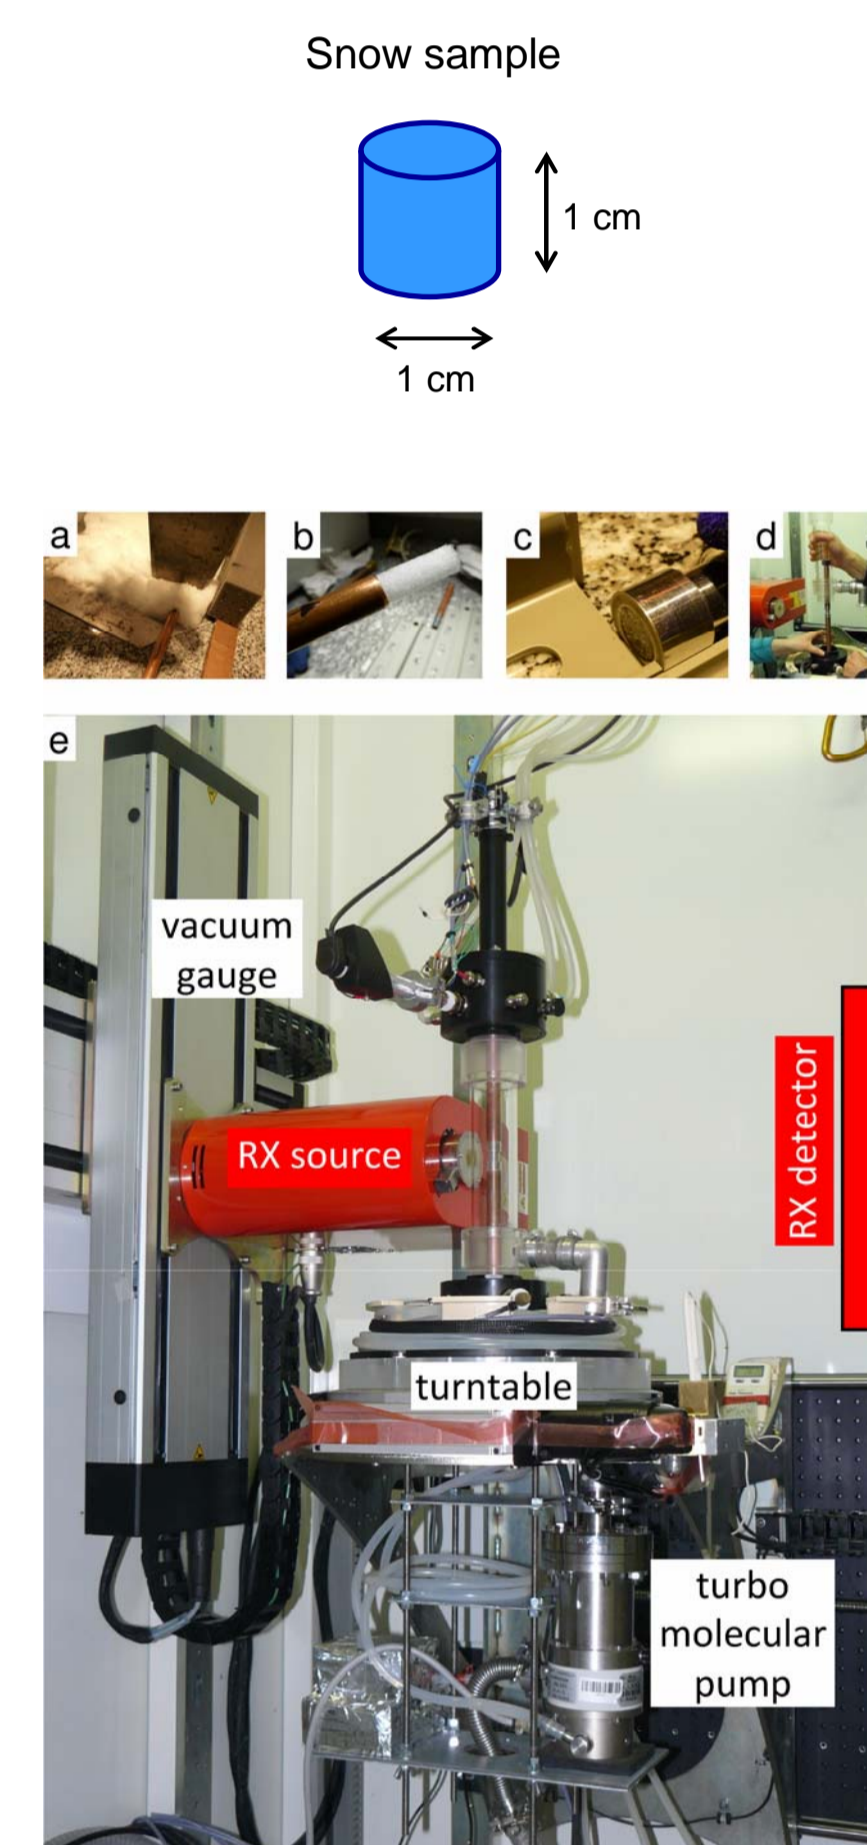 Snow sample
1 cm
1 cm
a
b
c
d
e
vacuum
gauge
RX source
RX detector
turntable
turbo
molecular
pump